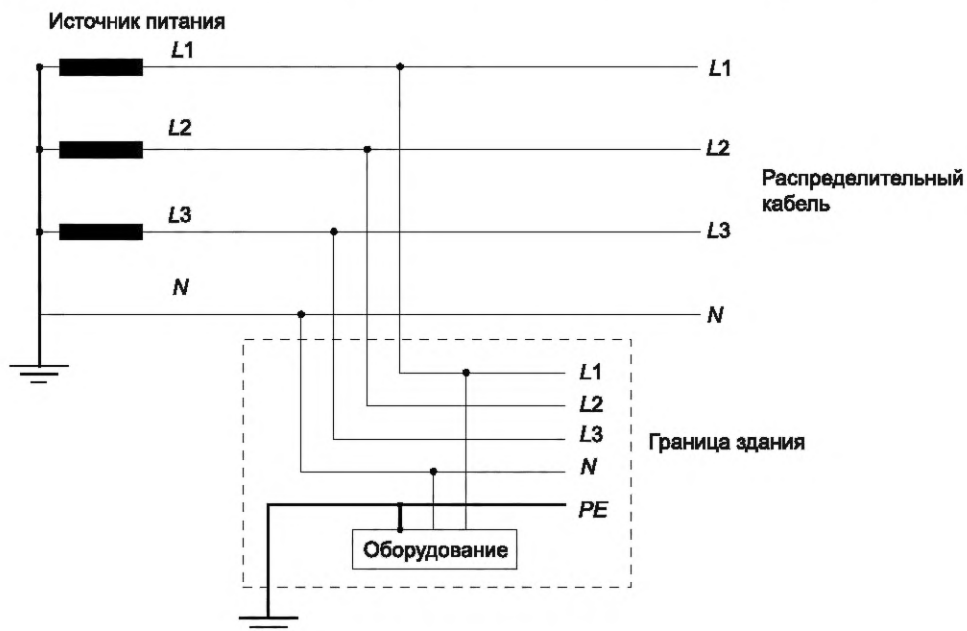 Источник питания
L1
L1
L2
L2
Распределительный
кабель
L3
L3
N
N
L1
L2
L3
Граница здания
N
PE
Оборудование